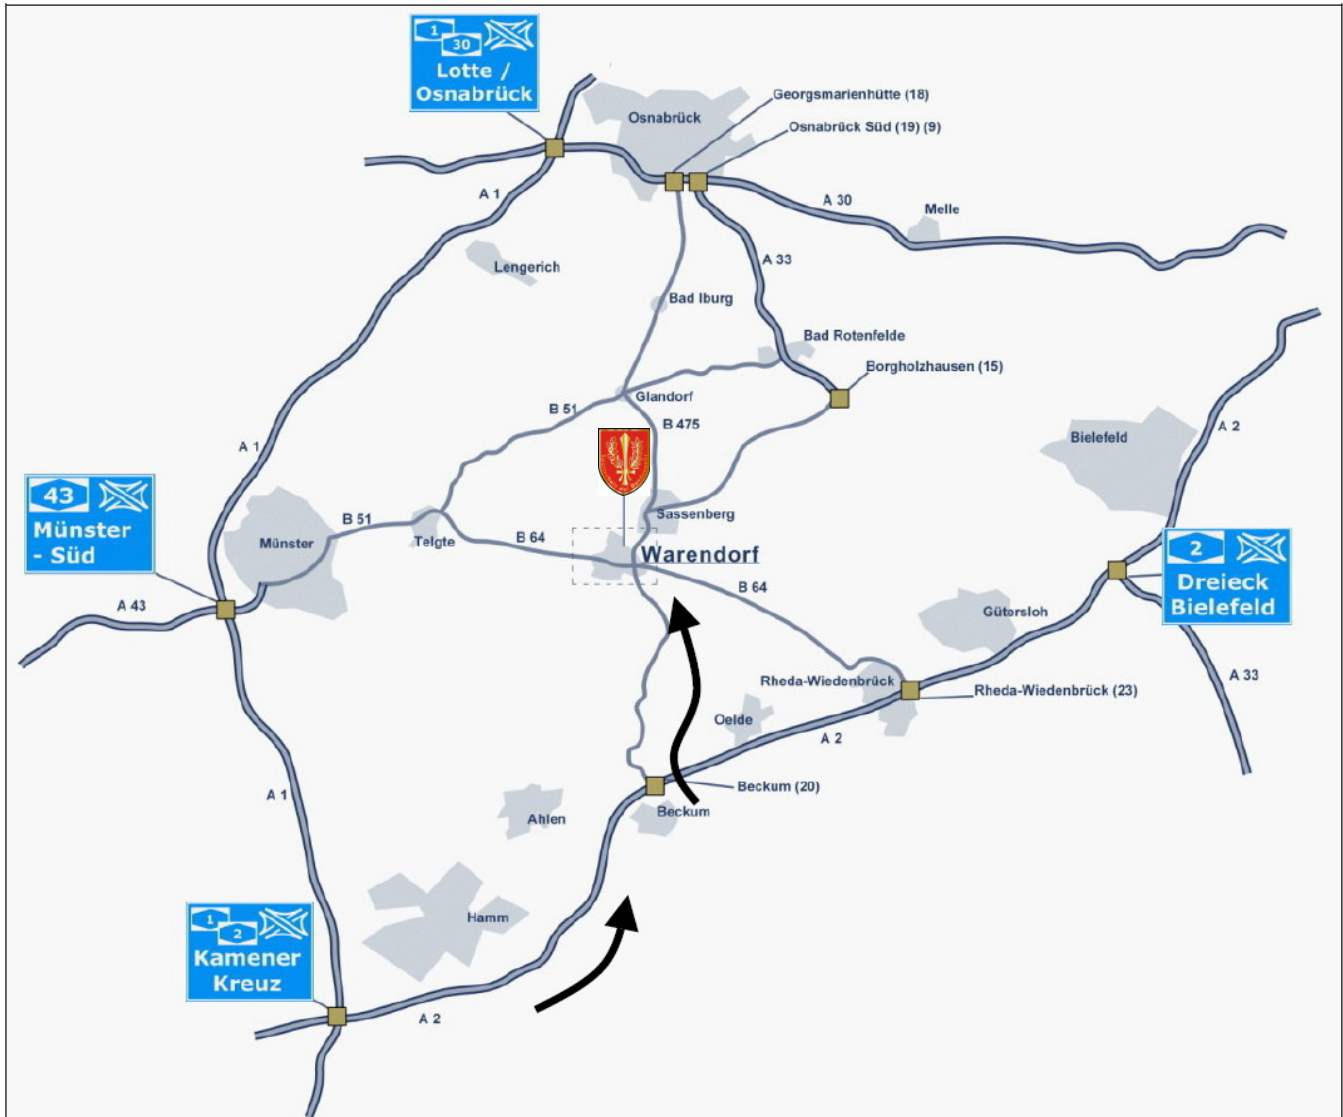 1
30
Lotte /
Osnabrück
Georgsmarienhütte (18)
Osnabrück
Osnabrück Süd (19) (9)
A 1
A 30
Melle
A 33
Lengerich
Bad Iburg
Bad Rotenfelde
Borgholzhausen (15)
Glandorf
B 51
B 475
A 1
Bielefeld
A 2
43
Münster
- Süd
Sassenberg
B 51
Münster
Telgte
B 64
Warendorf
2
Dreieck
Bielefeld
B 64
A 43
Gütersloh
Rheda-Wiedenbrück
Rheda-Wiedenbrück (23)
A 33
Oelde
A 2
A 1
Beckum (20)
Beckum
Ahlen
Hamm
1
2
Kamener
Kreuz
A 2